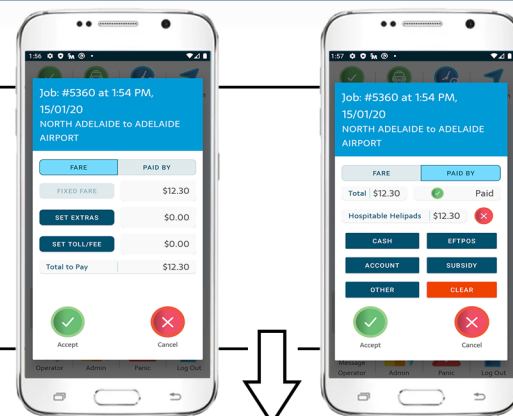 1:56
Job: #5360 at 1:54 PM,
15/01/20
NORTH ADELAIDE to ADELAIDE
AIRPORT
FARE PAID BY
FIXED FARE $12.30
SET EXTRAS $0.00
SET TOLL/FEE $0.00
Total to Pay $12.30
Accept Cancel
Operator Admin Panic Log Out
1:57
Job: #5360 at 1:54 PM,
15/01/20
NORTH ADELAIDE to ADELAIDE
AIRPORT
FARE PAID BY
Total $12.30 Paid
Hospitable Helipads $12.30
CASH EFTPOS
ACCOUNT SUBSIDY
OTHER CLEAR
Accept Cancel
Message
Operator Admin Panic Log Out